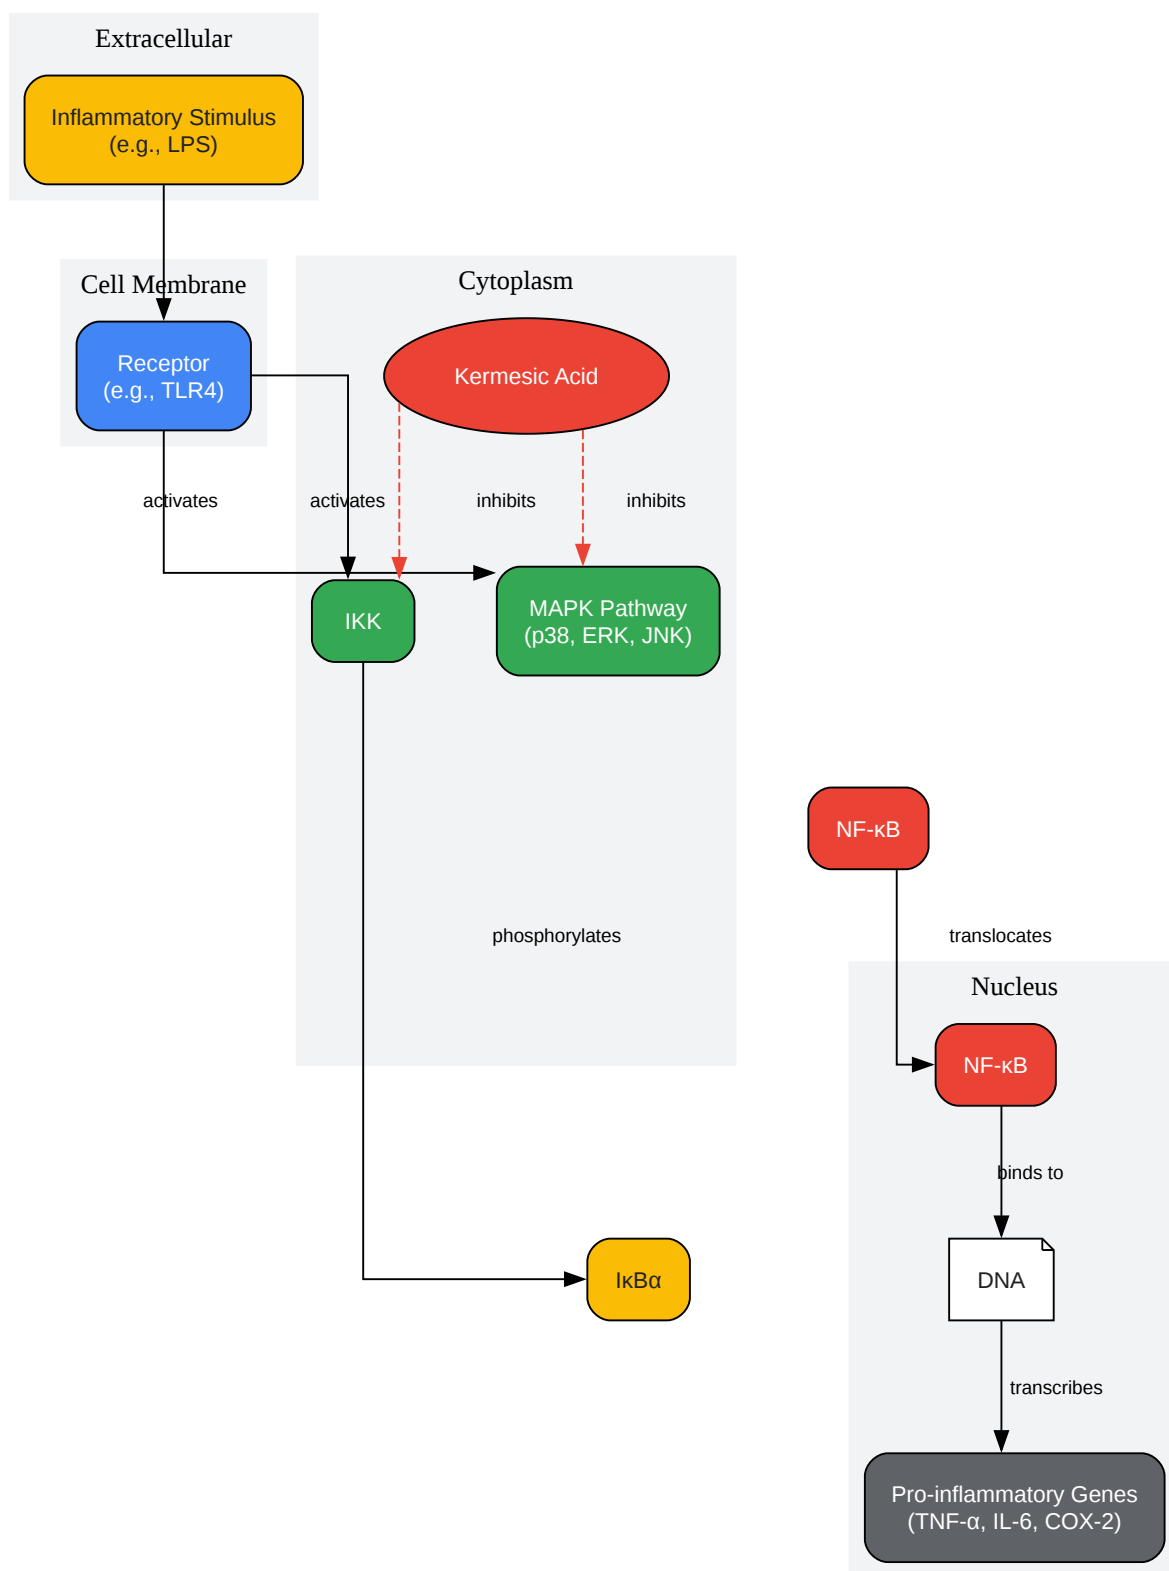 Extracellular
Inflammatory Stimulus
(e.g., LPS)
Cell Membrane
Receptor
(e.g., TLR4)
Cytoplasm
Kermesic Acid
activates
activates
inhibits
inhibits
IKK
MAPK Pathway
(p38, ERK, JNK)
NF-κB
phosphorylates
translocates
Nucleus
NF-κB
binds to
IκBα
DNA
transcribes
Pro-inflammatory Genes
(TNF-α, IL-6, COX-2)